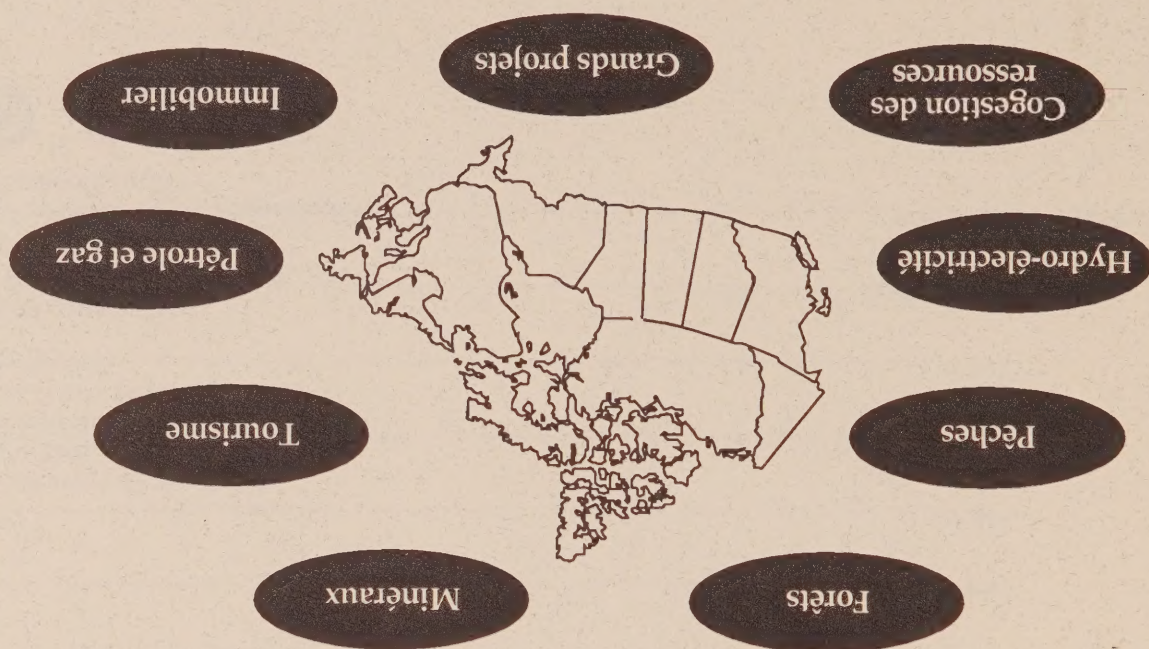 Forêts
Minéraux
Pêches
Tourisme
Hydro-électricité
Pétrole et gaz
Cogestion des
ressources
Grands projets
Immobilier